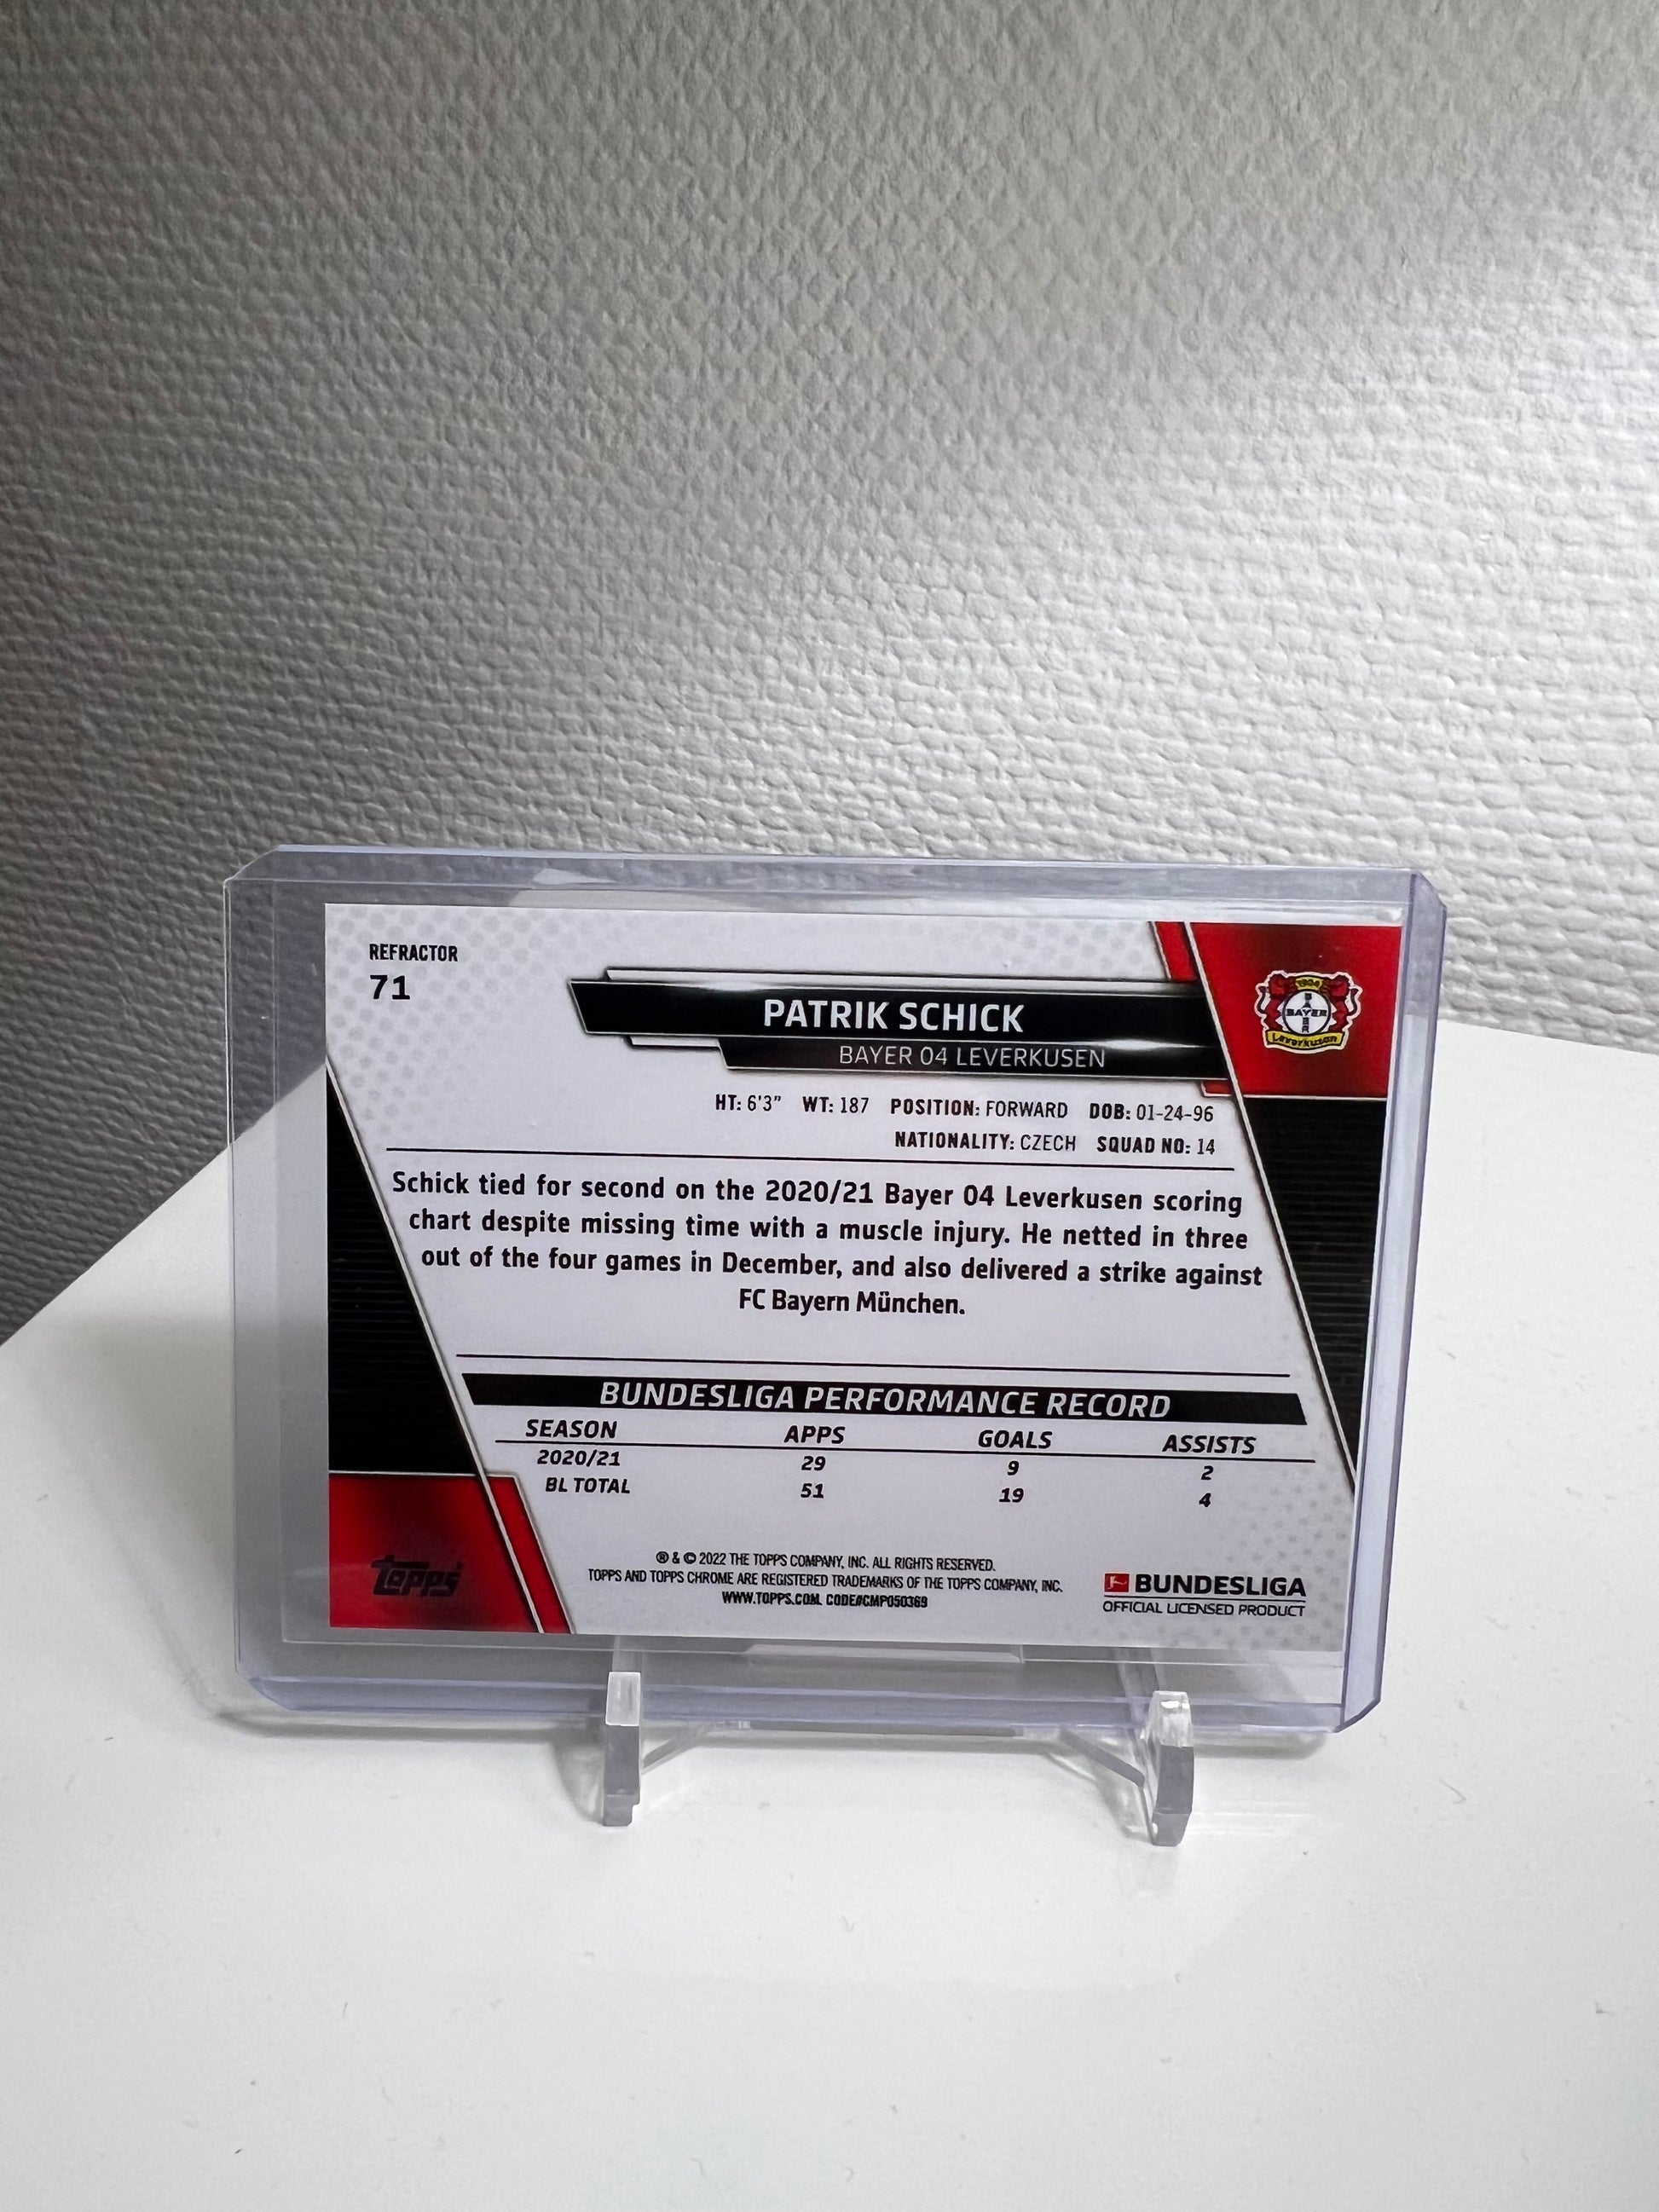 REFRACTOR
71
PATRIK SCHICK
BAYER 04 LEVERKUSEN
1904
BAYER
BAYER
Leverkusen
HT: 6'3" WT: 187 POSITION: FORWARD DOB: 01-24-96
NATIONALITY: CZECH SQUAD NO: 14
Schick tied for second on the 2020/21 Bayer 04 Leverkusen scoring
chart despite missing time with a muscle injury. He netted in three
out of the four games in December, and also delivered a strike against
FC Bayern München.
BUNDESLIGA PERFORMANCE RECORD
SEASON APPS GOALS ASSISTS
2020/21 29 9 2
BL TOTAL 51 19 4
topps
® & © 2022 THE TOPPS COMPANY, INC. ALL RIGHTS RESERVED.
TOPPS AND TOPPS CHROME ARE REGISTERED TRADEMARKS OF THE TOPPS COMPANY, INC.
WWW.TOPPS.COM. CODE#CMP050369
BUNDESLIGA
OFFICIAL LICENSED PRODUCT